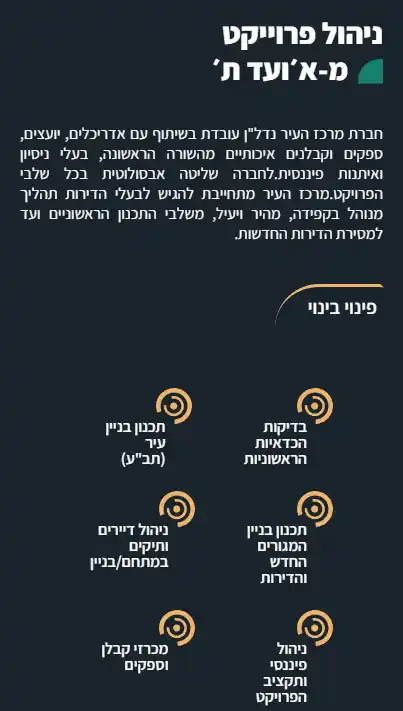 ניהול פרוייקט
מ-א׳ועד ת׳
חברת מרכז העיר נדל"ן עובדת בשיתוף עם אדריכלים, יועצים,
ספקים וקבלנים איכותיים מהשורה הראשונה, בעלי ניסיון
ואיתנות פיננסית.לחברה שליטה אבסולוטית בכל שלבי
הפרויקט.מרכז העיר מתחייבת להגיש לבעלי הדירות תהליך
מנוהל בקפידה, מהיר ויעיל, משלבי התכנון הראשוניים ועד
למסירת הדירות החדשות.
פינוי בינוי
בדיקות
הכדאיות
הראשוניות
תכנון בניין
עיר
(תב"ע)
תכנון בניין
המגורים
החדש
והדירות
ניהול דיירים
ותיקים
במתחם/בניין
ניהול
פיננסי
ותקציב
הפרויקט
מכרזי קבלן
וספקים